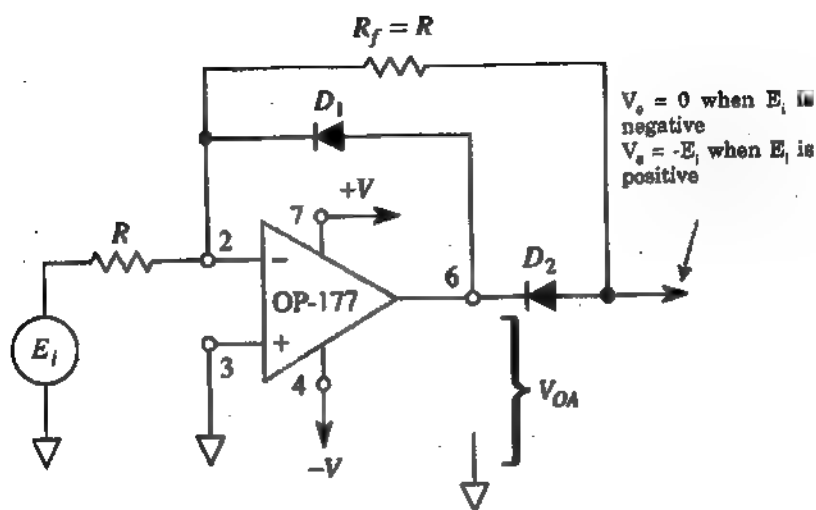 R_f = R
D_1
V_o = 0 when E_i is
negative
V_o = -E_i when E_i is
positive
+V
7
R
2
−
6
D_2
OP-177
E_i
3
+
4
V_OA
−V